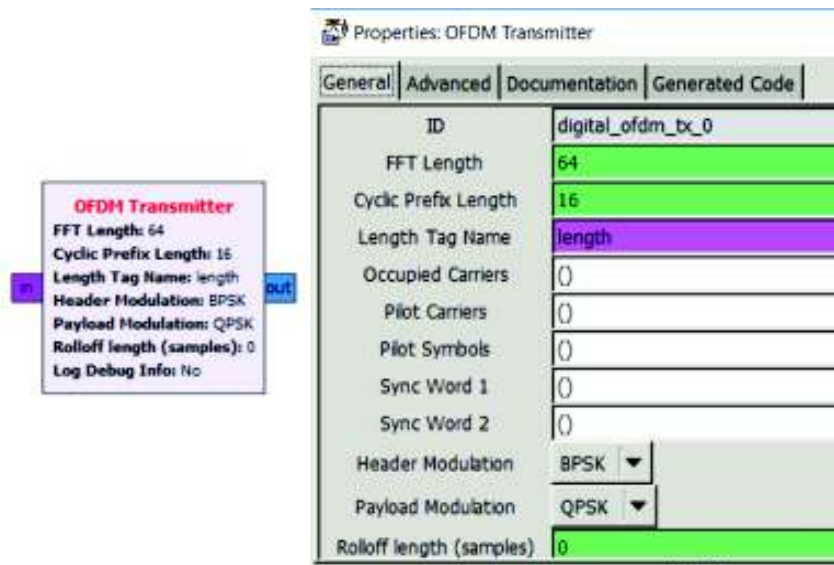 Properties: OFDM Transmitter
General Advanced Documentation Generated Code
ID digital_ofdm_tx_0
FFT Length 64
Cyclic Prefix Length 16
Length Tag Name length
Occupied Carriers ()
Pilot Carriers ()
Pilot Symbols ()
Sync Word 1 ()
Sync Word 2 ()
Header Modulation BPSK
Payload Modulation QPSK
Rolloff length (samples) 0
OFDM Transmitter
FFT Length: 64
Cyclic Prefix Length: 16
Length Tag Name: length
Header Modulation: BPSK
Payload Modulation: QPSK
Rolloff length (samples): 0
Log Debug Info: No
in
out